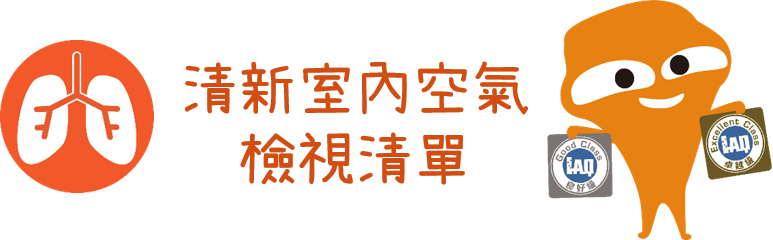 清新室內空氣
檢視清單
Good Class
IAQ
良好級
Excellent Class
IAQ
卓越級